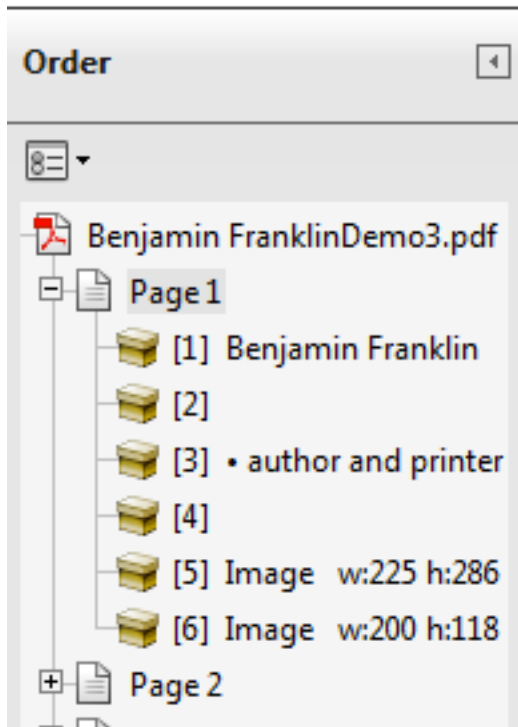 Order
Benjamin FranklinDemo3.pdf
Page 1
[1] Benjamin Franklin
[2]
[3] • author and printer
[4]
[5] Image w:225 h:286
[6] Image w:200 h:118
Page 2